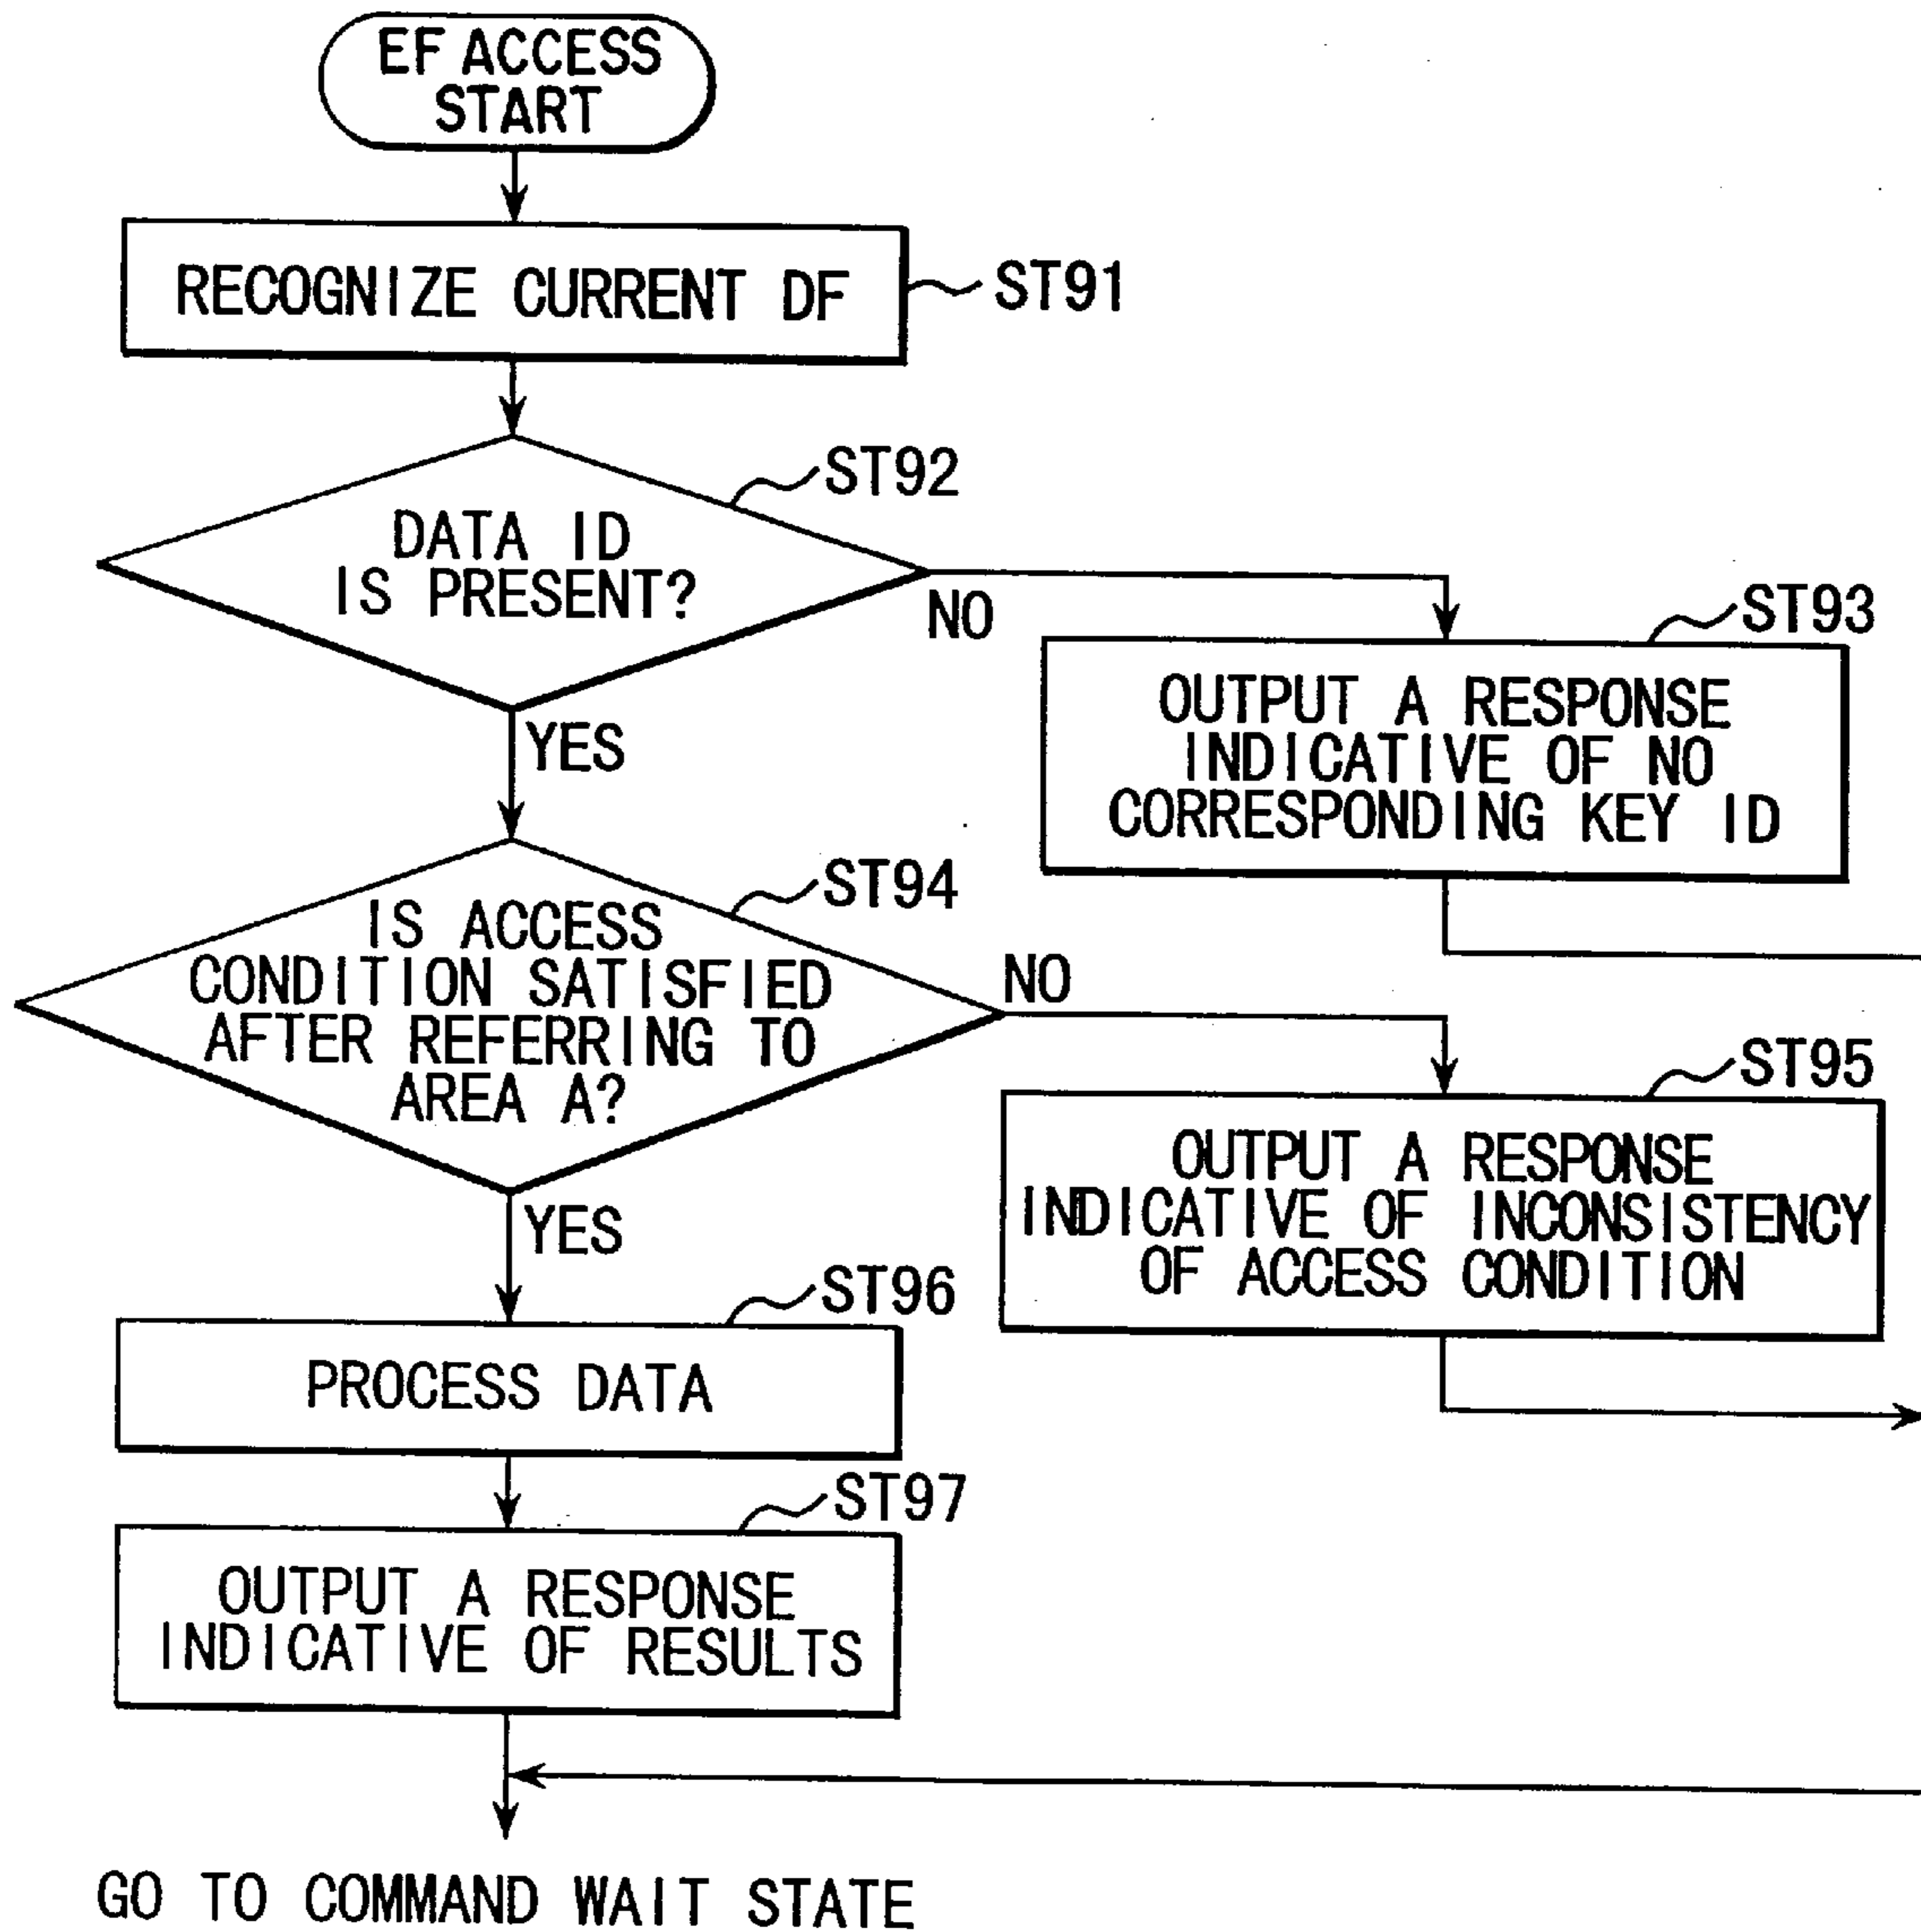 EF ACCESS
START
RECOGNIZE CURRENT DF
ST91
ST92
DATA ID
IS PRESENT?
NO
YES
ST93
OUTPUT A RESPONSE
INDICATIVE OF NO
CORRESPONDING KEY ID
ST94
IS ACCESS
CONDITION SATISFIED
AFTER REFERRING TO
AREA A?
NO
YES
ST95
OUTPUT A RESPONSE
INDICATIVE OF INCONSISTENCY
OF ACCESS CONDITION
ST96
PROCESS DATA
ST97
OUTPUT A RESPONSE
INDICATIVE OF RESULTS
GO TO COMMAND WAIT STATE